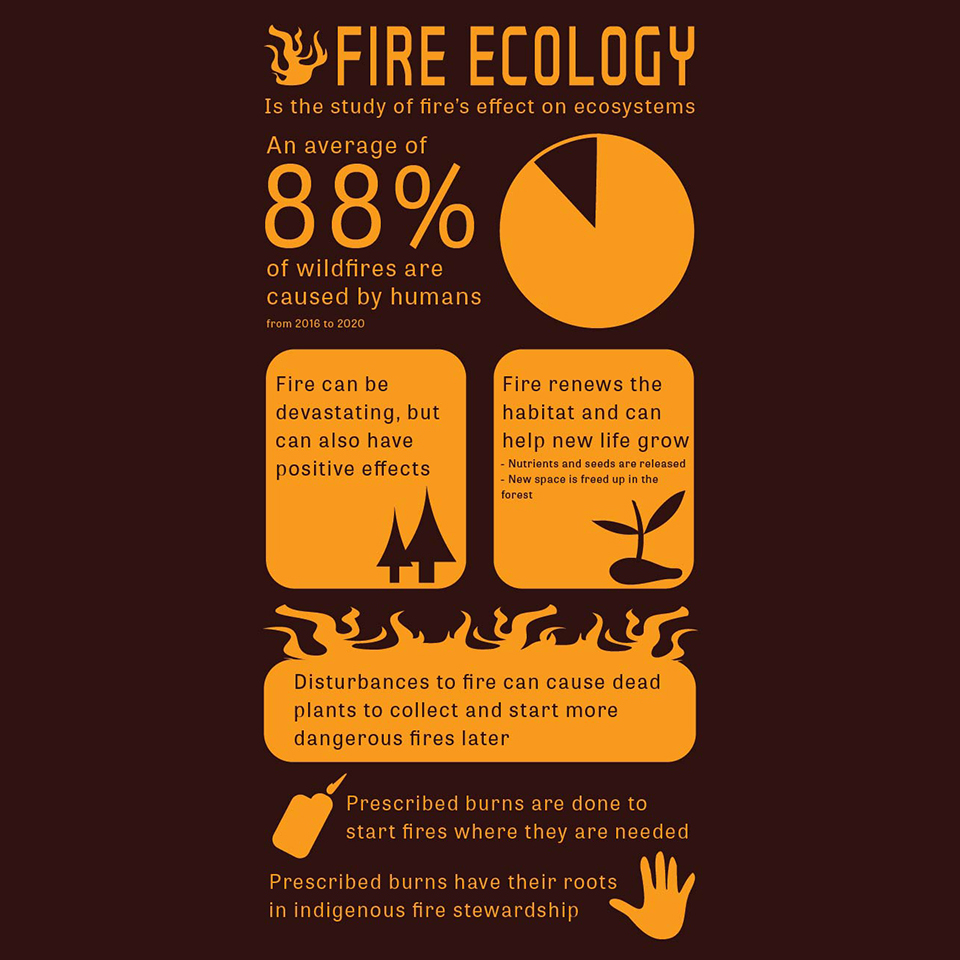 FIRE ECOLOGY
Is the study of fire's effect on ecosystems
An average of
88%
of wildfires are
caused by humans
from 2016 to 2020
Fire can be
devastating, but
can also have
positive effects
Fire renews the
habitat and can
help new life grow
- Nutrients and seeds are released
- New space is freed up in the
forest
Disturbances to fire can cause dead
plants to collect and start more
dangerous fires later
Prescribed burns are done to
start fires where they are needed
Prescribed burns have their roots
in indigenous fire stewardship